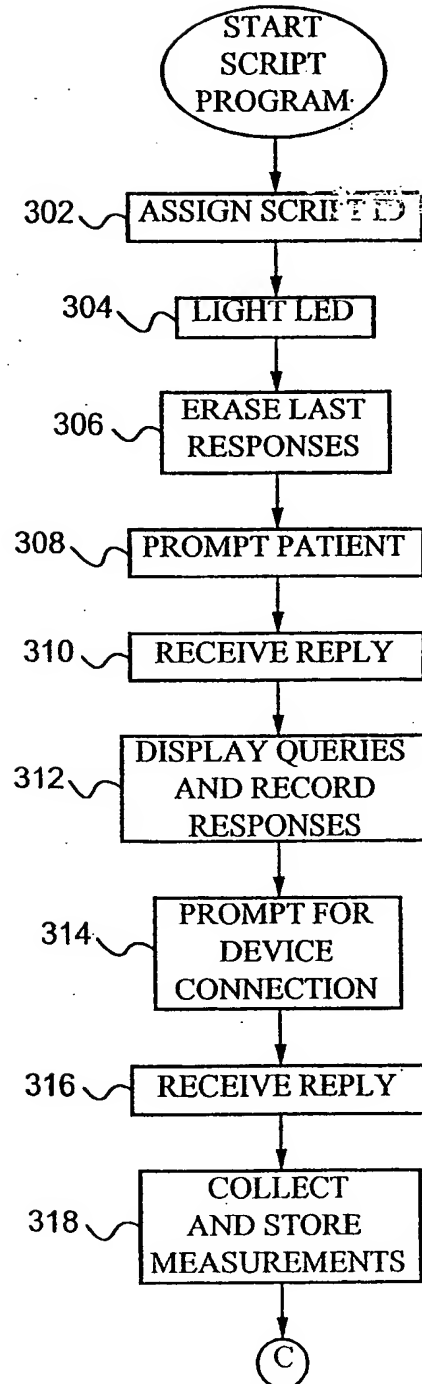 START
SCRIPT
PROGRAM
302 ASSIGN SCRIPT ID
304 LIGHT LED
306 ERASE LAST
RESPONSES
308 PROMPT PATIENT
310 RECEIVE REPLY
312 DISPLAY QUERIES
AND RECORD
RESPONSES
314 PROMPT FOR
DEVICE
CONNECTION
316 RECEIVE REPLY
318 COLLECT
AND STORE
MEASUREMENTS
C